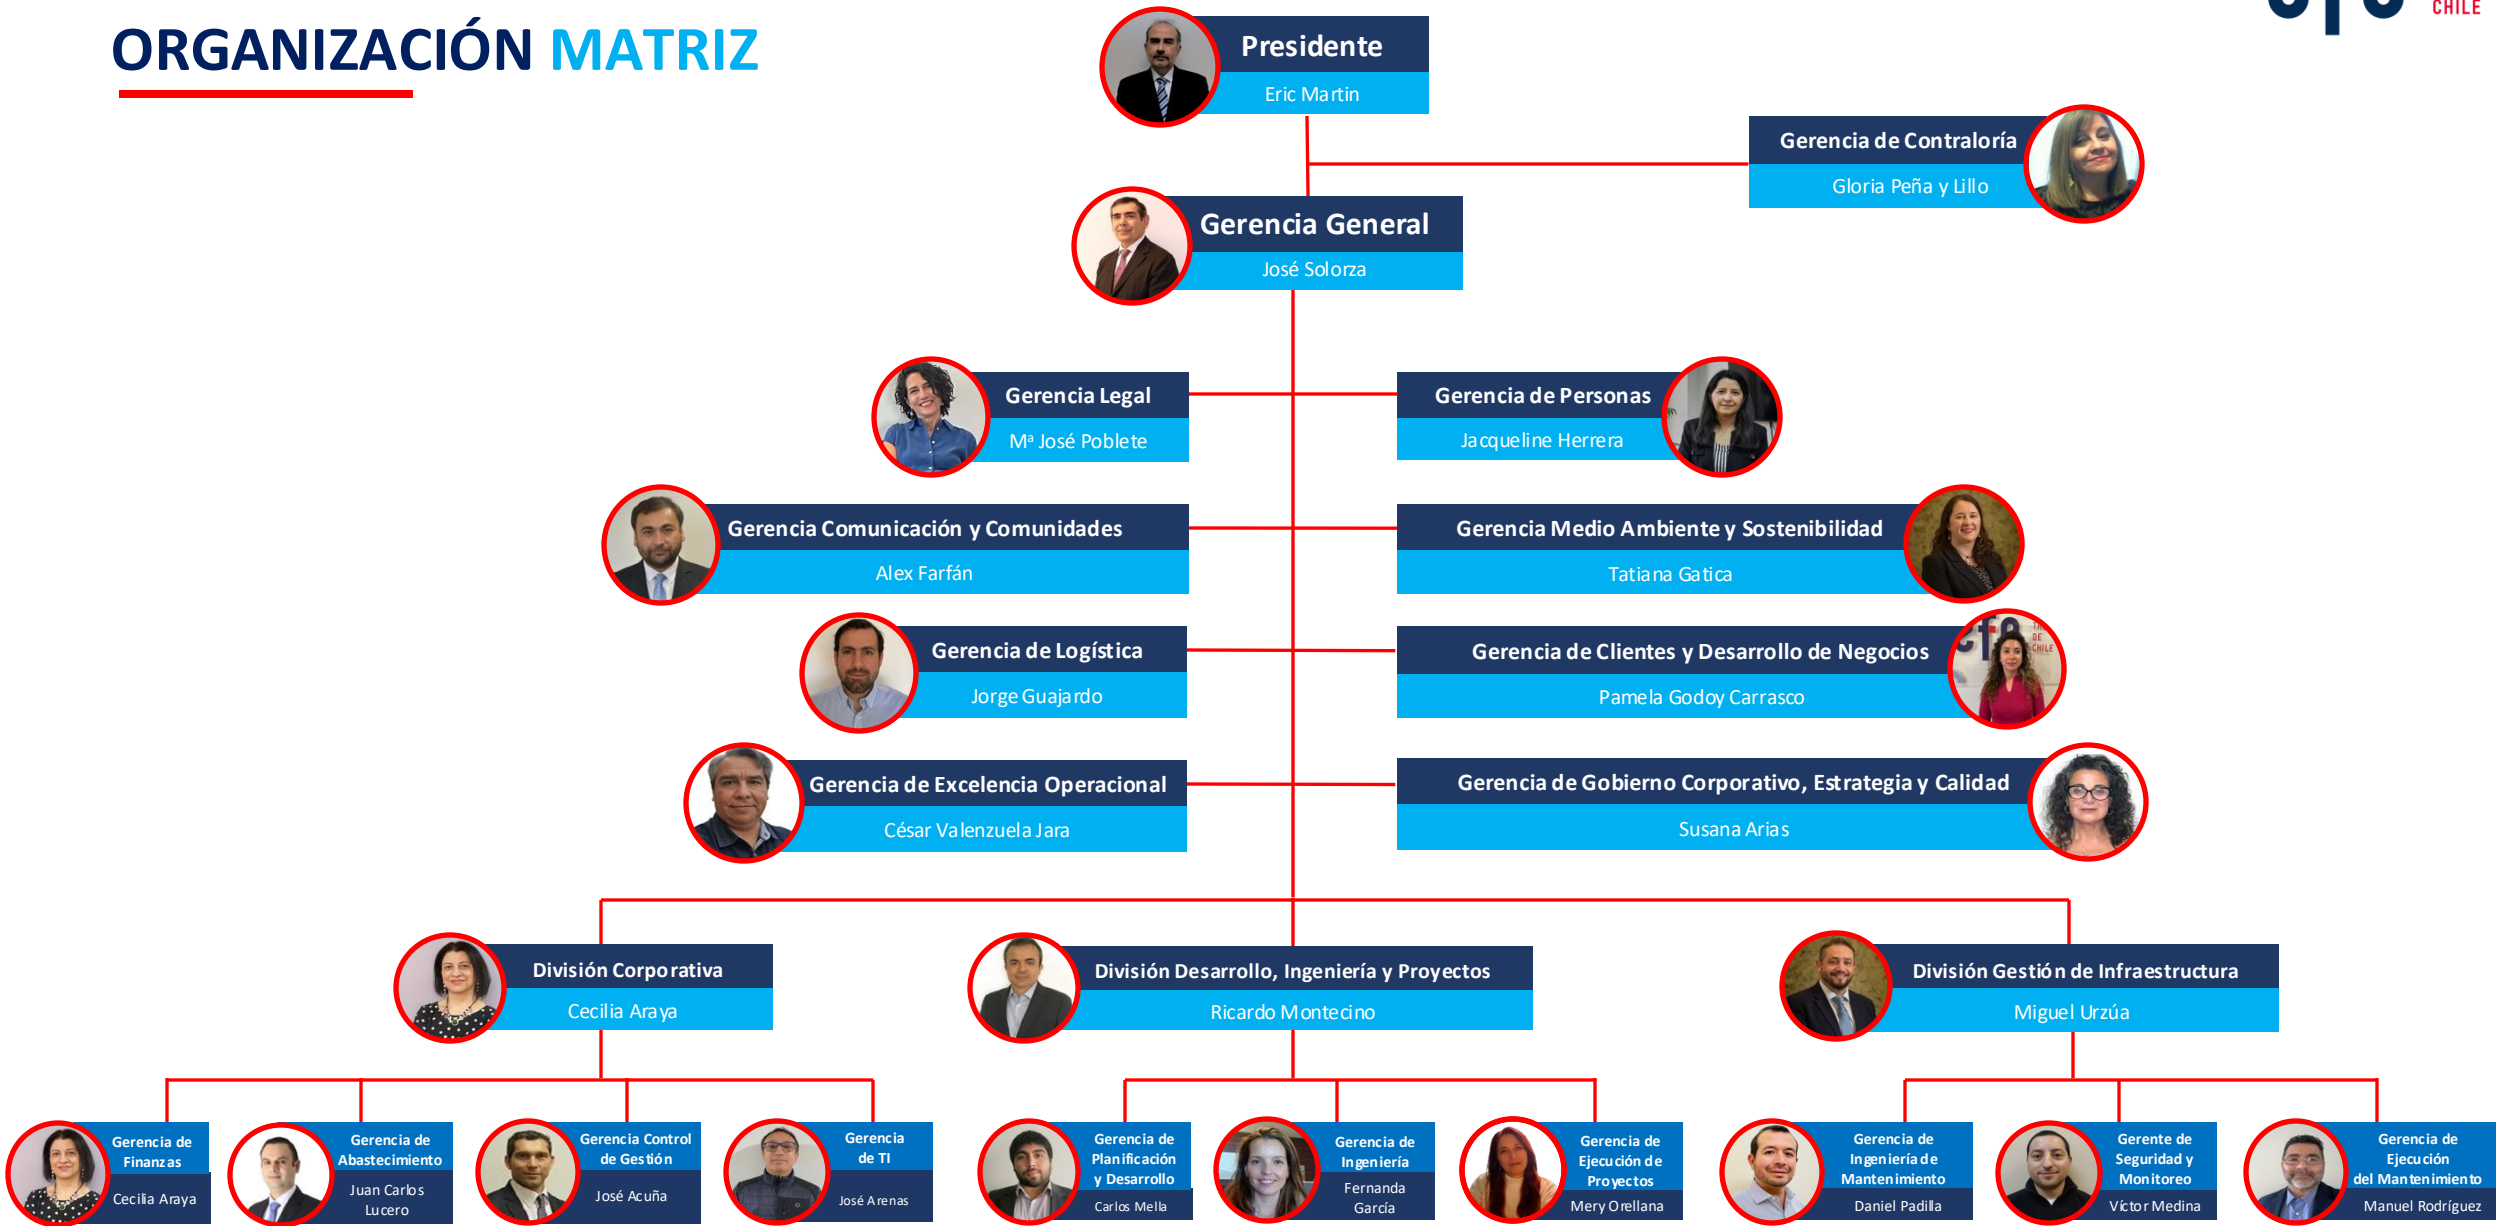 ORGANIZACIÓN MATRIZ
efe
CHILE
Presidente
Eric Martin
Gerencia de Contraloría
Gloria Peña y Lillo
Gerencia General
José Solorza
Gerencia Legal
Mª José Poblete
Gerencia de Personas
Jacqueline Herrera
Gerencia Comunicación y Comunidades
Alex Farfán
Gerencia Medio Ambiente y Sostenibilidad
Tatiana Gatica
Gerencia de Logística
Jorge Guajardo
Gerencia de Clientes y Desarrollo de Negocios
Pamela Godoy Carrasco
efe
DE
CHILE
Gerencia de Excelencia Operacional
César Valenzuela Jara
Gerencia de Gobierno Corporativo, Estrategia y Calidad
Susana Arias
División Corporativa
Cecilia Araya
División Desarrollo, Ingeniería y Proyectos
Ricardo Montecino
División Gestión de Infraestructura
Miguel Urzúa
Gerencia de
Finanzas
Cecilia Araya
Gerencia de
Abastecimiento
Juan Carlos
Lucero
Gerencia Control
de Gestión
José Acuña
Gerencia
de TI
José Arenas
Gerencia de
Planificación
y Desarrollo
Carlos Mella
Gerencia de
Ingeniería
Fernanda
García
Gerencia de
Ejecución de
Proyectos
Mery Orellana
Gerencia de
Ingeniería de
Mantenimiento
Daniel Padilla
Gerente de
Seguridad y
Monitoreo
Víctor Medina
Gerencia de
Ejecución
del Mantenimiento
Manuel Rodríguez